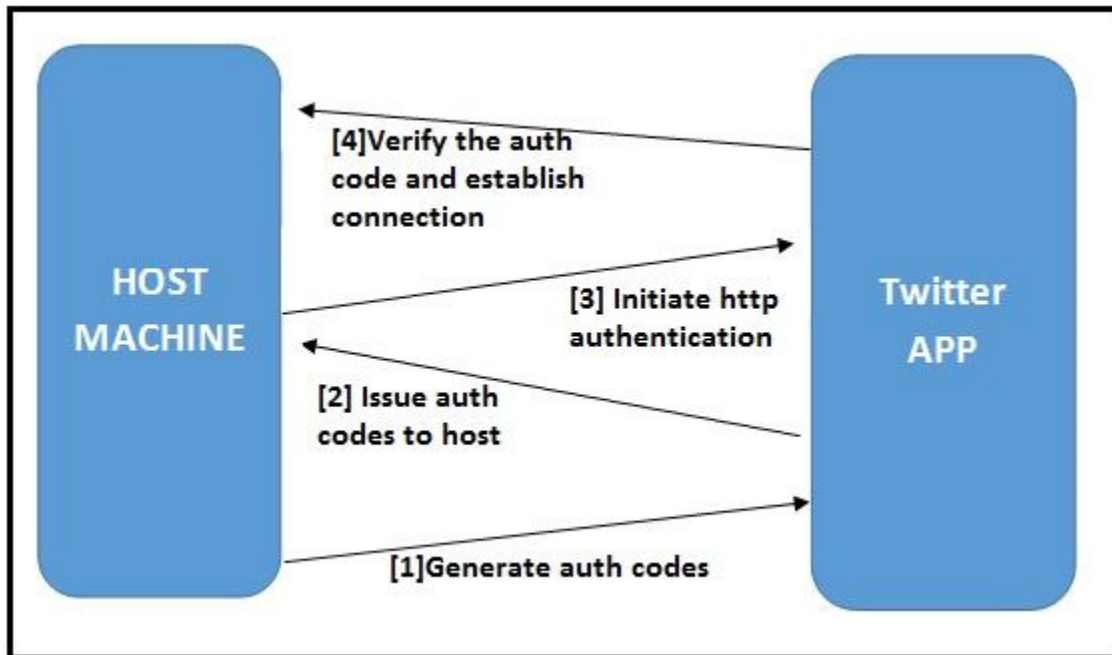 [4]Verify the auth
code and establish
connection
HOST
MACHINE
[3] Initiate http
authentication
Twitter
APP
[2] Issue auth
codes to host
[1]Generate auth codes